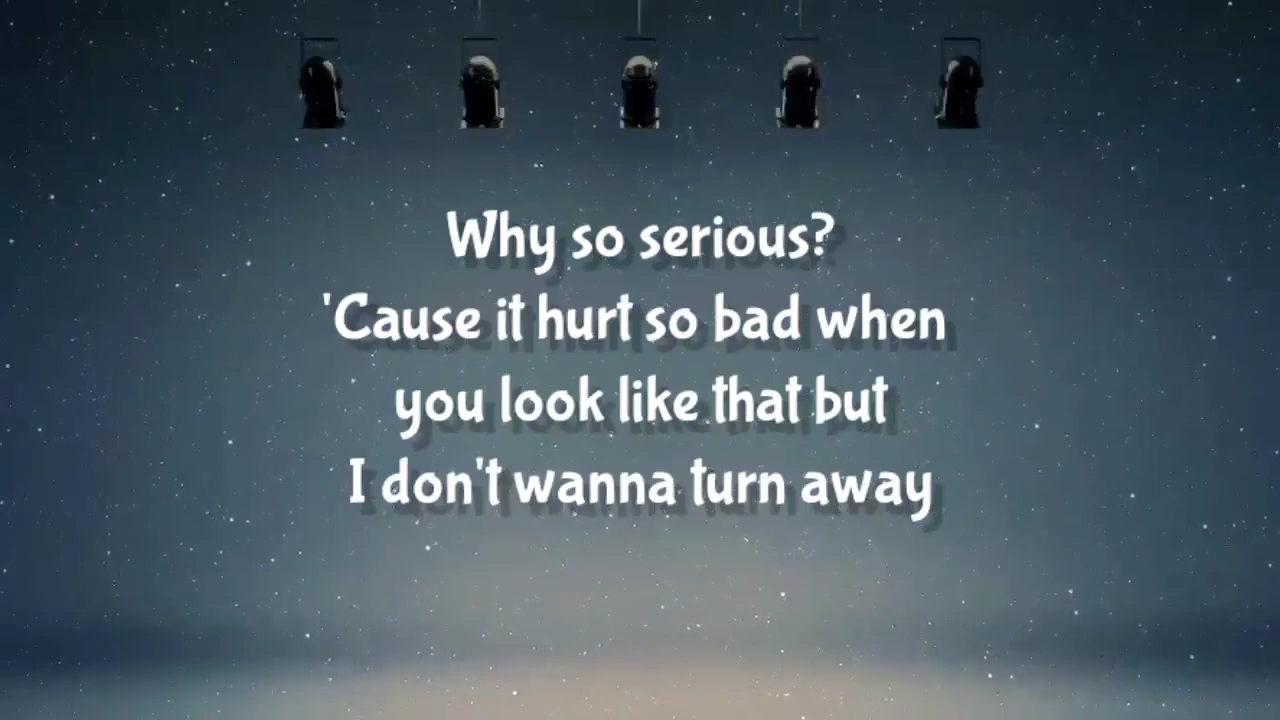 Why so serious?
'Cause it hurt so bad when
you look like that but
I don't wanna turn away